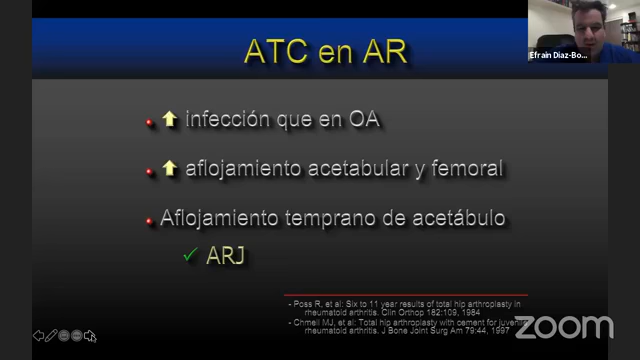 ATC en AR
Efrain Diaz-Bo...
infección que en OA
aflojamiento acetabular y femoral
Aflojamiento temprano de acetábulo
ARJ
- Poss R, et al: Six to 11 year results of total hip arthroplasty in
rheumatoid arthritis. Clin Orthop 182:109, 1984
- Chmell MJ, et al: Total hip arthroplasty with cement for juven
rheumatoid arthritis. J Bone Joint Surg Am 79:44, 1997
zoom